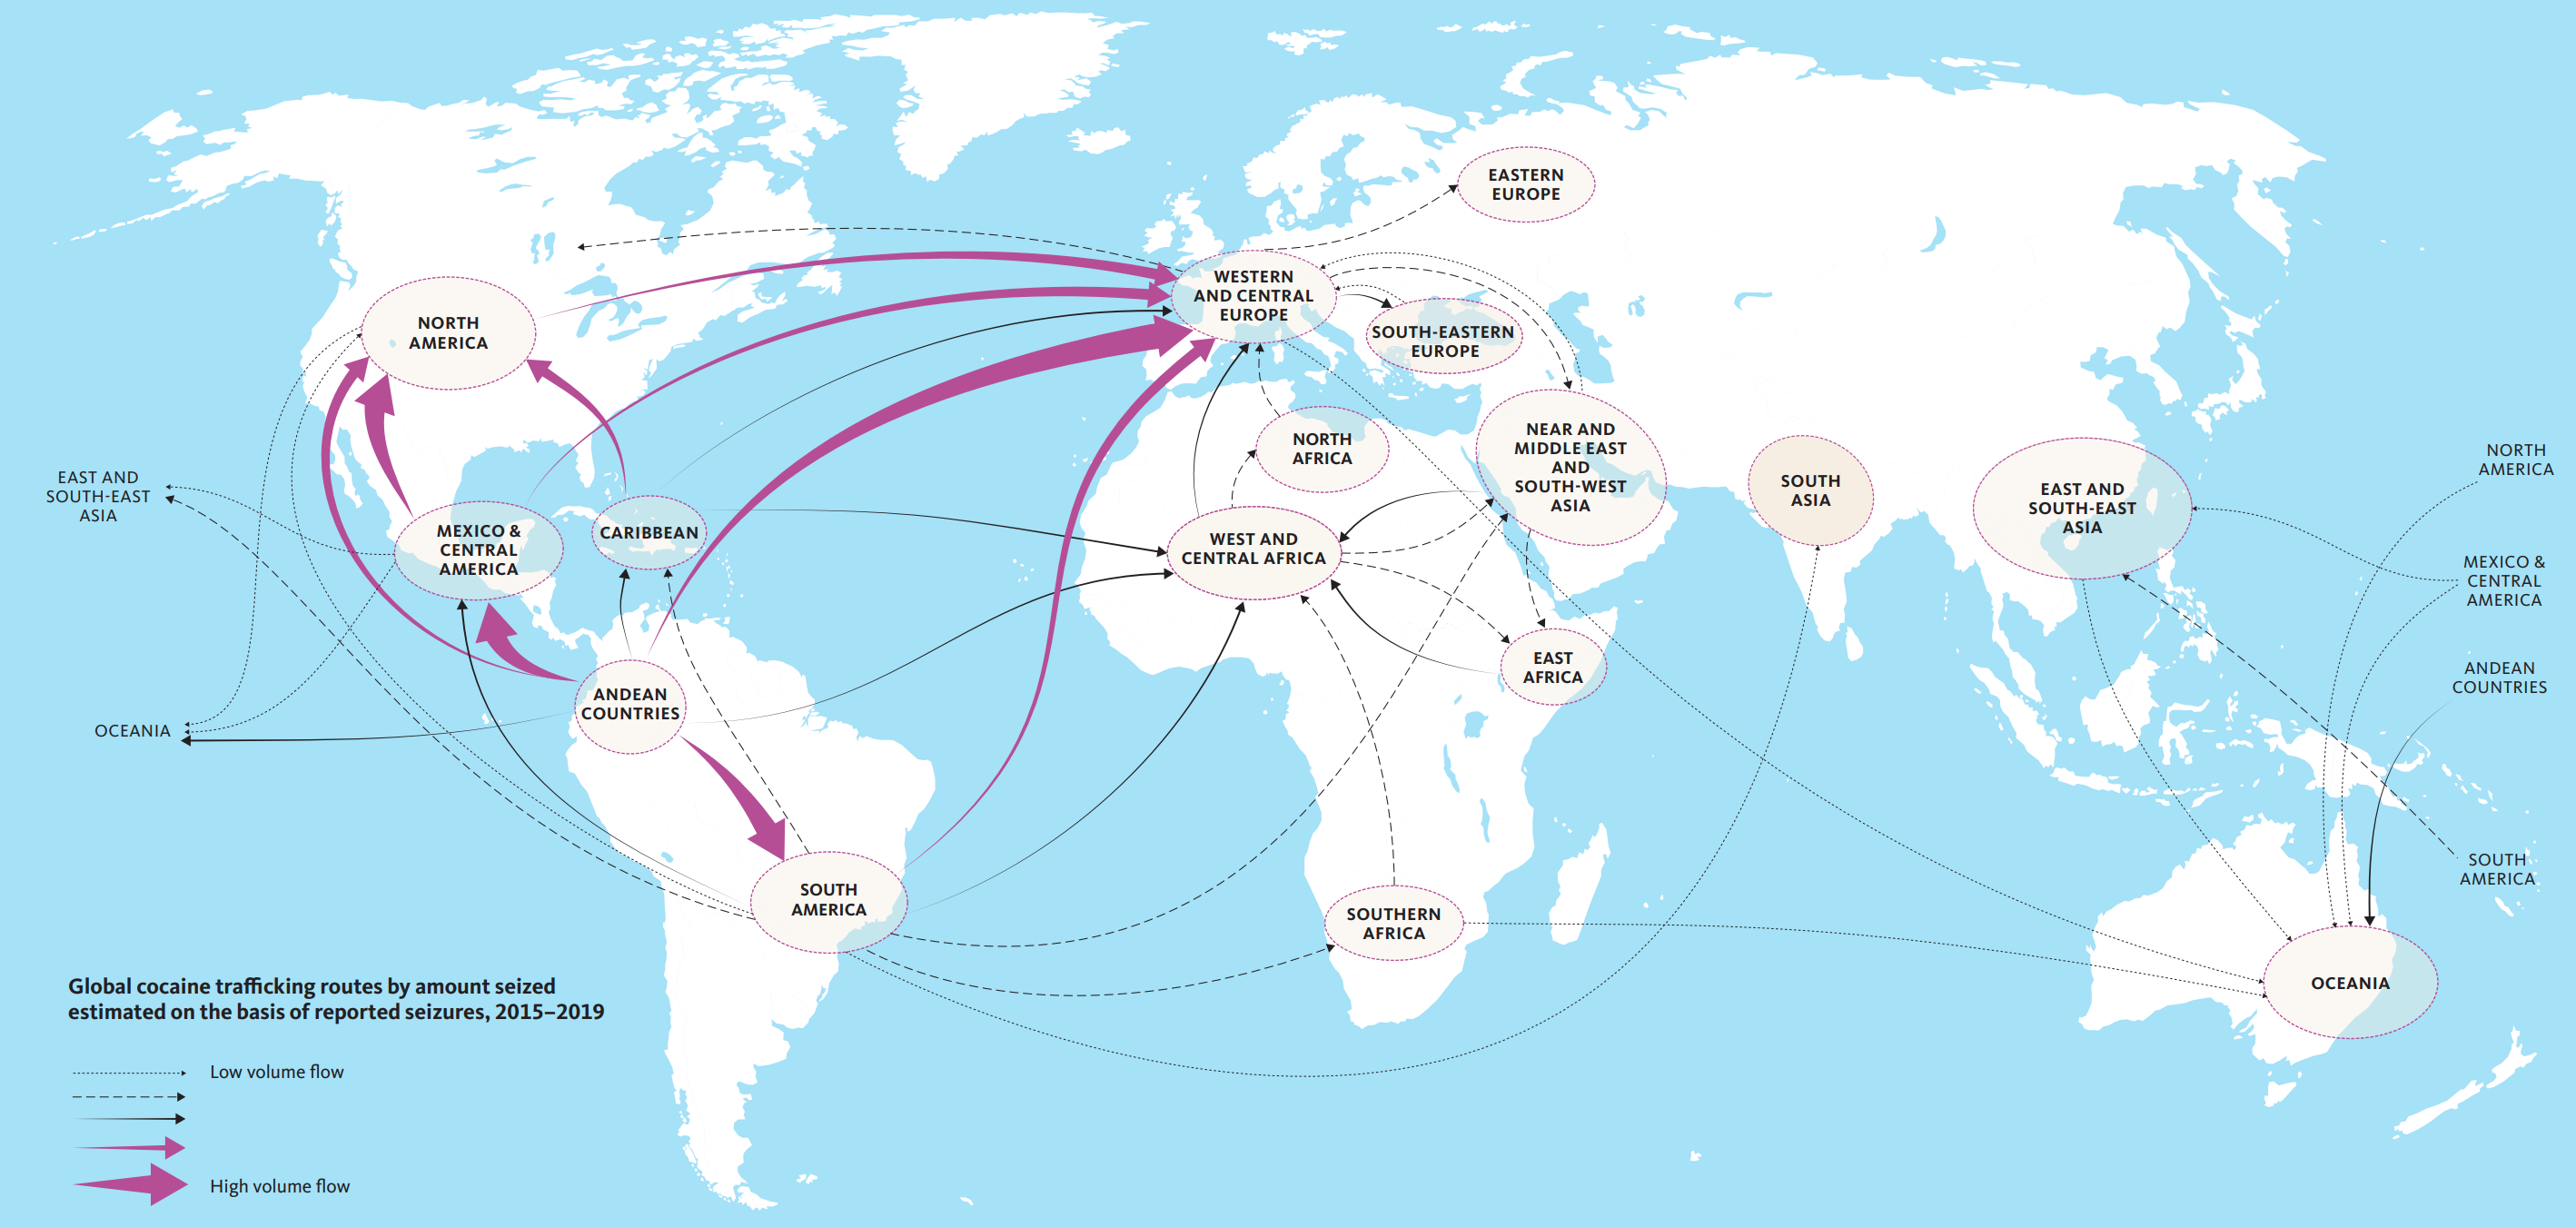 EASTERN
EUROPE
WESTERN
AND CENTRAL
EUROPE
NORTH
AMERICA
SOUTH-EASTERN
EUROPE
NORTH
AFRICA
NEAR AND
MIDDLE EAST
AND
SOUTH-WEST
ASIA
SOUTH
ASIA
EAST AND
SOUTH-EAST
ASIA
NORTH
AMERICA
EAST AND
SOUTH-EAST
ASIA
MEXICO &
CENTRAL
AMERICA
CARIBBEAN
WEST AND
CENTRAL AFRICA
MEXICO &
CENTRAL
AMERICA
EAST
AFRICA
ANDEAN
COUNTRIES
ANDEAN
COUNTRIES
OCEANIA
SOUTH
AMERICA
SOUTH
AMERICA
SOUTHERN
AFRICA
OCEANIA
Global cocaine trafficking routes by amount seized
estimated on the basis of reported seizures, 2015–2019
Low volume flow
High volume flow